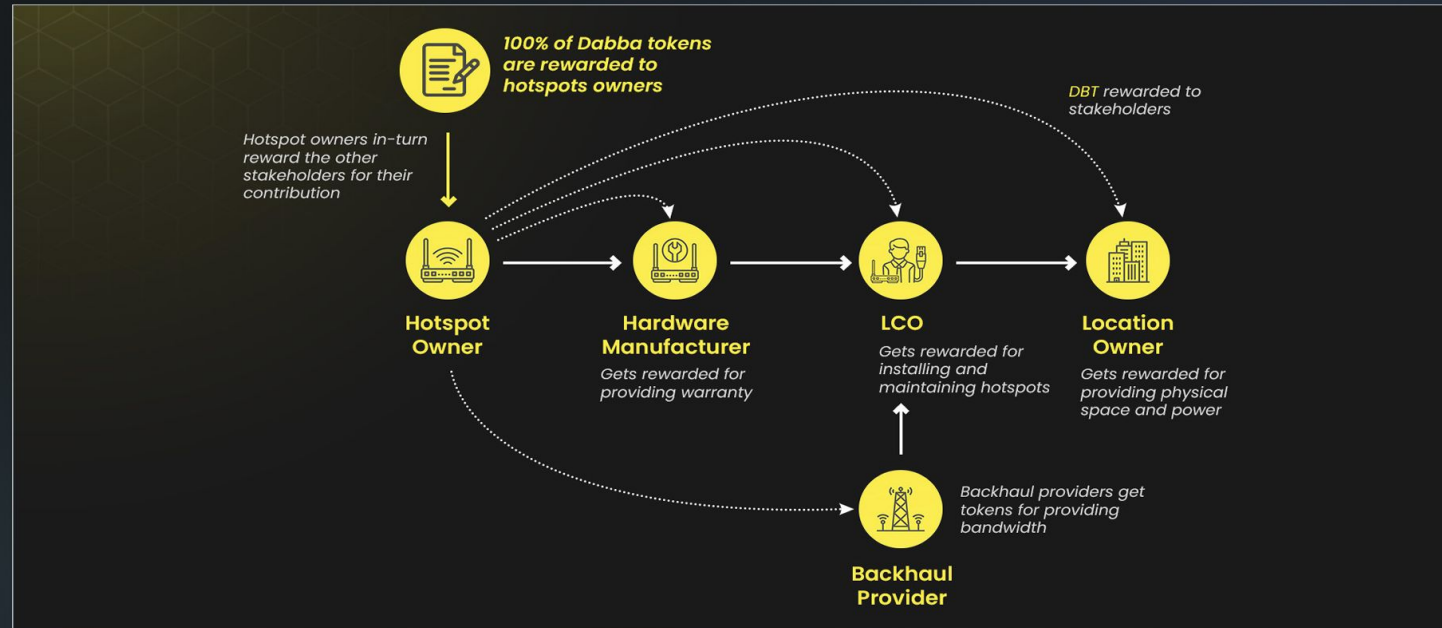 100% of Dabba tokens
are rewarded to
hotspots owners
DBT rewarded to
stakeholders
Hotspot owners in-turn
reward the other
stakeholders for their
contribution
Hotspot
Owner
Hardware
Manufacturer
Gets rewarded for
providing warranty
LCO
Gets rewarded for
installing and
maintaining hotspots
Location
Owner
Gets rewarded for
providing physical
space and power
Backhaul providers get
tokens for providing
bandwidth
Backhaul
Provider